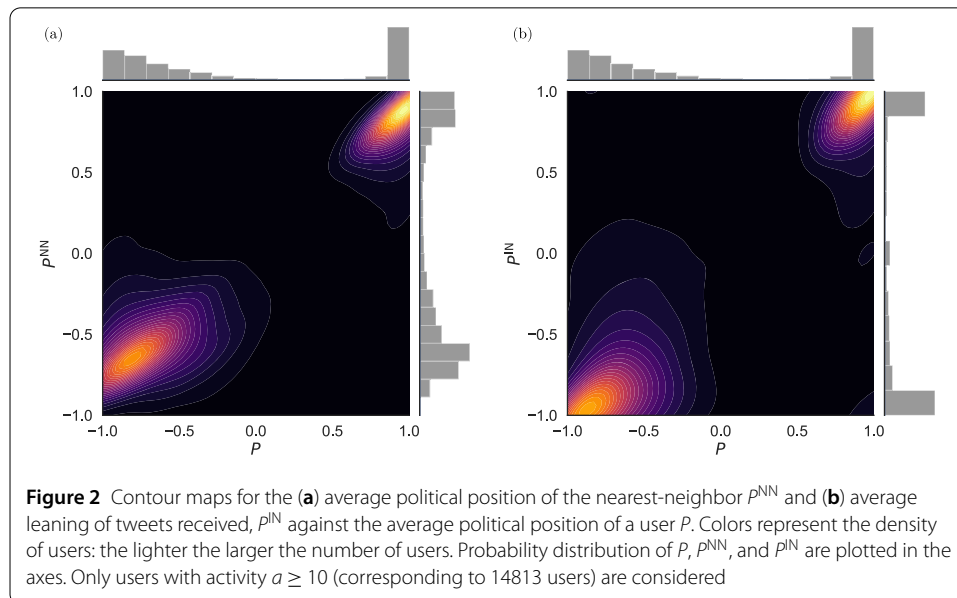 (a)
1.0
0.5
0.0
−0.5
−1.0
P^NN
−1.0 −0.5 0.0 0.5 1.0
P
(b)
1.0
0.5
0.0
−0.5
−1.0
P^IN
−1.0 −0.5 0.0 0.5 1.0
P
Figure 2 Contour maps for the (a) average political position of the nearest-neighbor P^NN and (b) average
leaning of tweets received, P^IN against the average political position of a user P. Colors represent the density
of users: the lighter the larger the number of users. Probability distribution of P, P^NN, and P^IN are plotted in the
axes. Only users with activity a ≥ 10 (corresponding to 14813 users) are considered